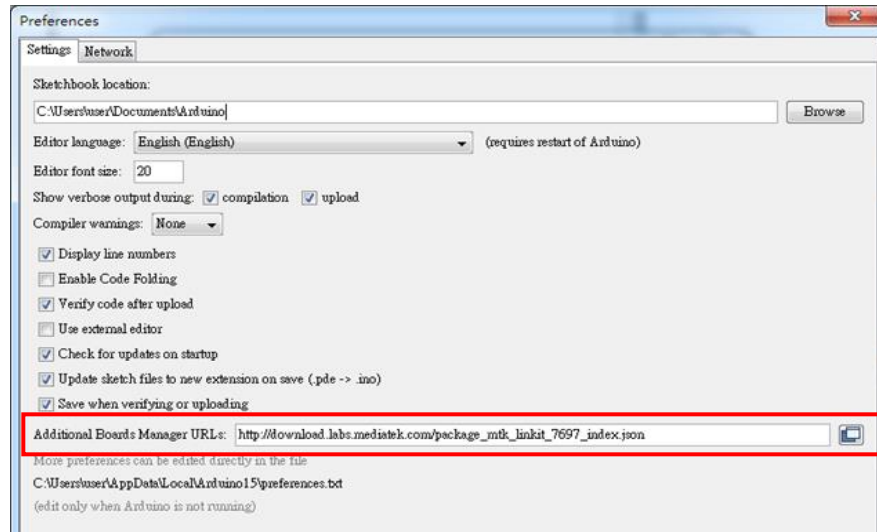 Preferences
Settings Network
Sketchbook location:
C:\Users\user\Documents\Arduino Browse
Editor language: English (English) (requires restart of Arduino)
Editor font size: 20
Show verbose output during: compilation upload
Compiler warnings: None
Display line numbers
Enable Code Folding
Verify code after upload
Use external editor
Check for updates on startup
Update sketch files to new extension on save (.pde -> .ino)
Save when verifying or uploading
Additional Boards Manager URLs: http://download.labs.mediatek.com/package_mtk_linkit_7697_index.json
More preferences can be edited directly in the file
C:\Users\user\AppData\Local\Arduino15\preferences.txt
(edit only when Arduino is not running)